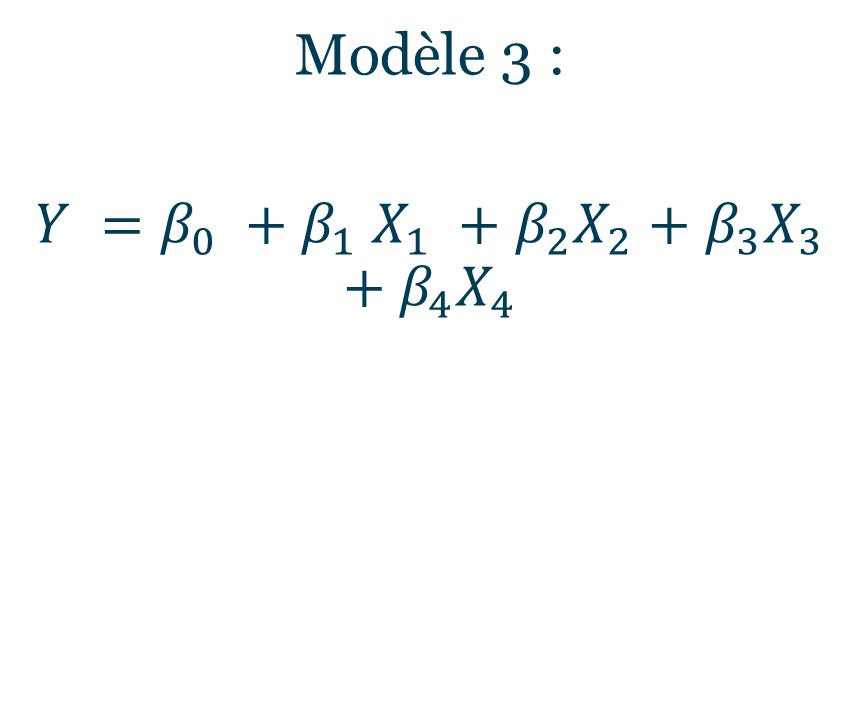 Modèle 3 :
Y = β₀ + β₁ X₁ + β₂X₂ + β₃X₃
+ β₄X₄